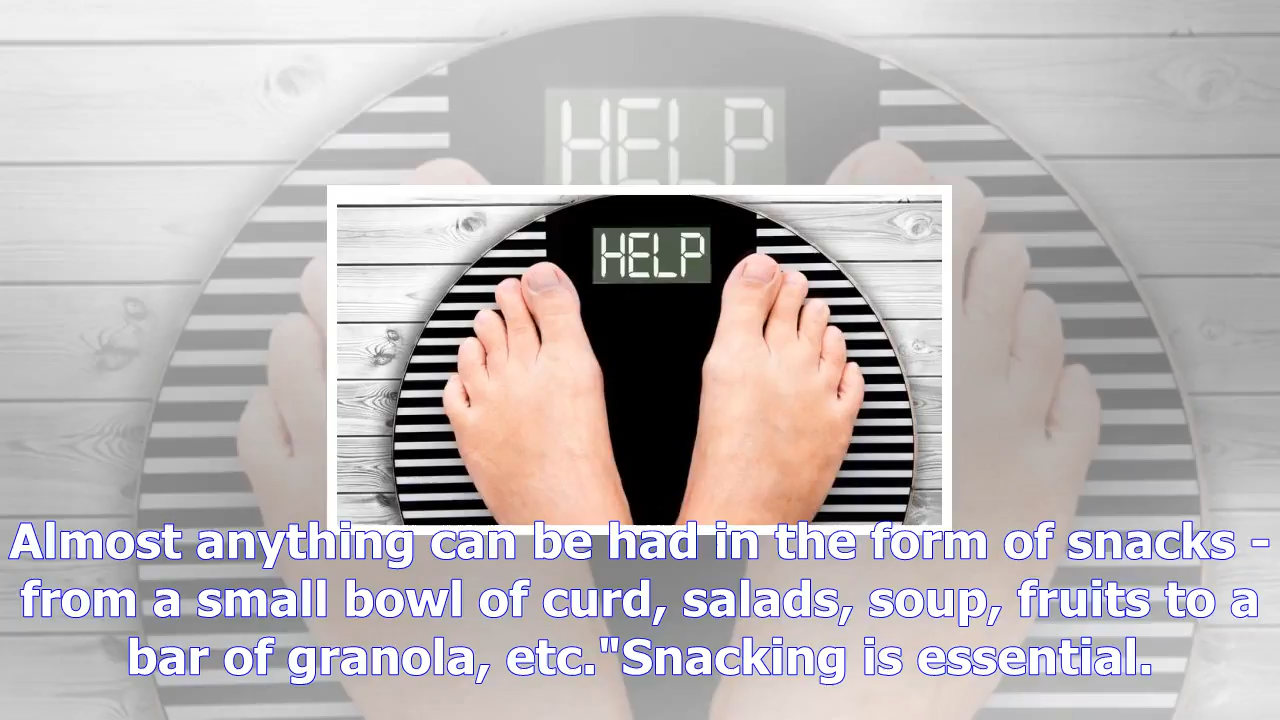 HELP
HELP
Almost anything can be had in the form of snacks -
from a small bowl of curd, salads, soup, fruits to a
bar of granola, etc."Snacking is essential.